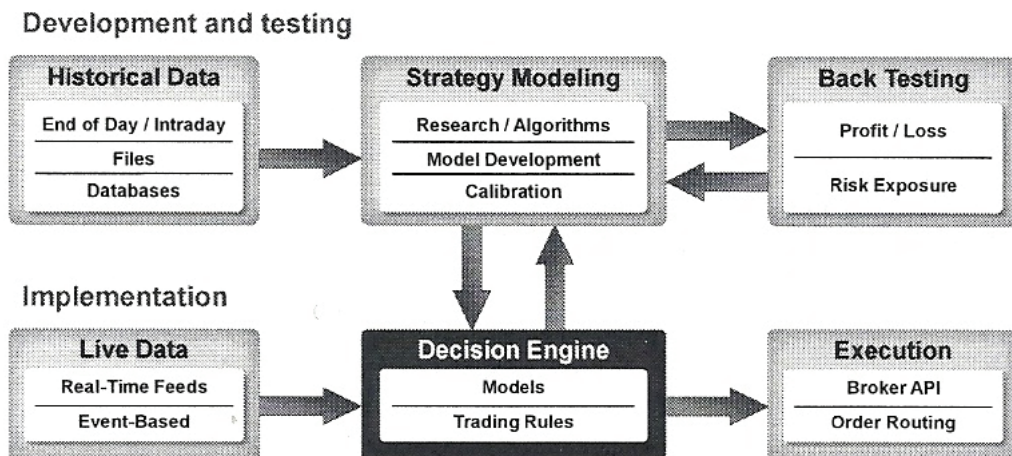 Development and testing
Historical Data
End of Day / Intraday
Files
Databases
Strategy Modeling
Research / Algorithms
Model Development
Calibration
Back Testing
Profit / Loss
Risk Exposure
Implementation
Live Data
Real-Time Feeds
Event-Based
Decision Engine
Models
Trading Rules
Execution
Broker API
Order Routing